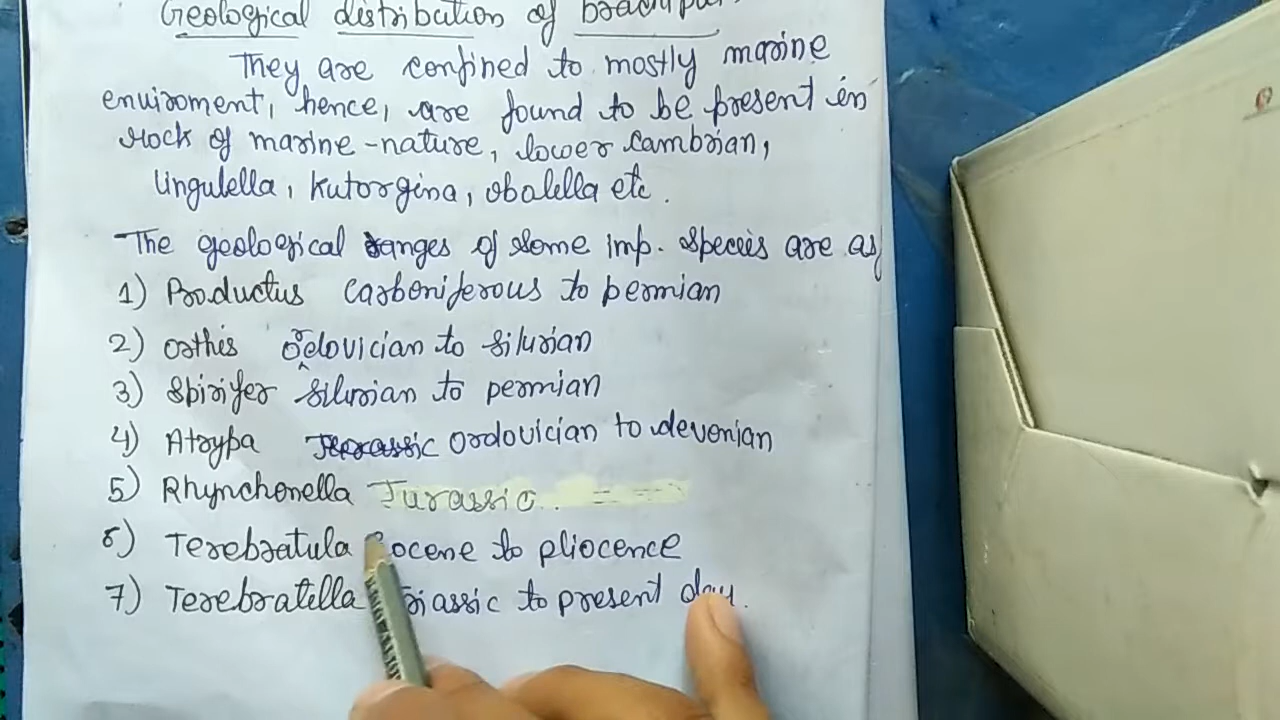 Geological distribution of
They are confined to mostly marine
enviroment, hence, are found to be present in
rock of marine-nature, lower cambrian,
Lingulella, Kutorgina, obolella etc.
The geological ranges of some imp. species are as
1) Productus Carboniferous to permian
2) Orthis Ordovician to silurian
3) Spirifer Silurian to permian
4) Atrypa Jurassic ordovician to devonian
5) Rhynchonella Jurassic..
6) Terebratula Eocene to pliocence
7) Terebratella Triassic to present day.